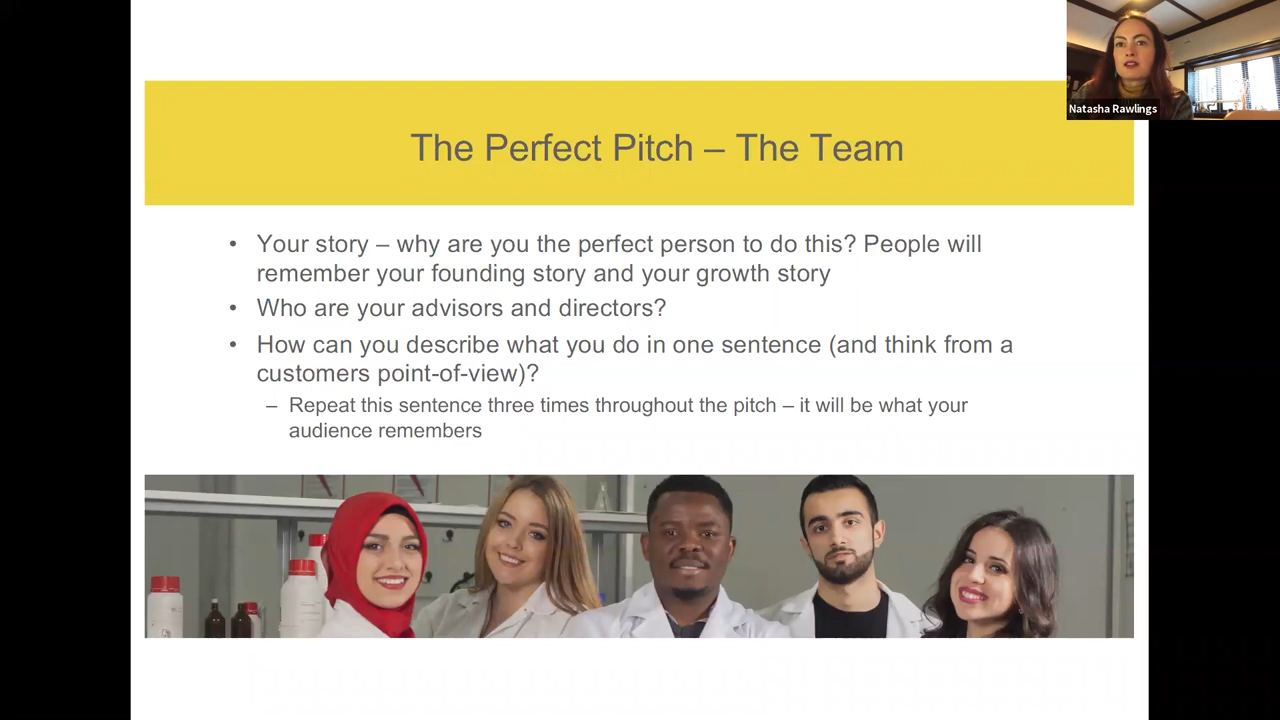 Natasha Rawlings
The Perfect Pitch – The Team
• Your story – why are you the perfect person to do this? People will
remember your founding story and your growth story
• Who are your advisors and directors?
• How can you describe what you do in one sentence (and think from a
customers point-of-view)?
– Repeat this sentence three times throughout the pitch – it will be what your
audience remembers